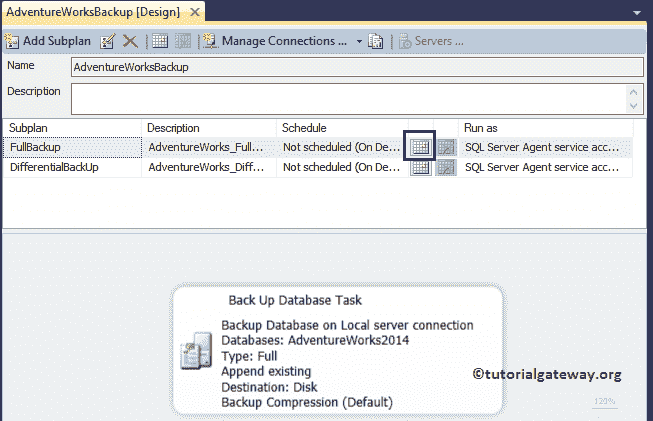 AdventureWorksBackup [Design]
Add Subplan Manage Connections ... Servers ...
Name AdventureWorksBackup
Description
Subplan Description Schedule Run as
FullBackup AdventureWorks_Full... Not scheduled (On De... SQL Server Agent service acc...
DifferentialBackUp AdventureWorks_Diff... Not scheduled (On De... SQL Server Agent service acc...
Back Up Database Task
Backup Database on Local server connection
Databases: AdventureWorks2014
Type: Full
Append existing
Destination: Disk
Backup Compression (Default)
©tutorialgateway.org
120%